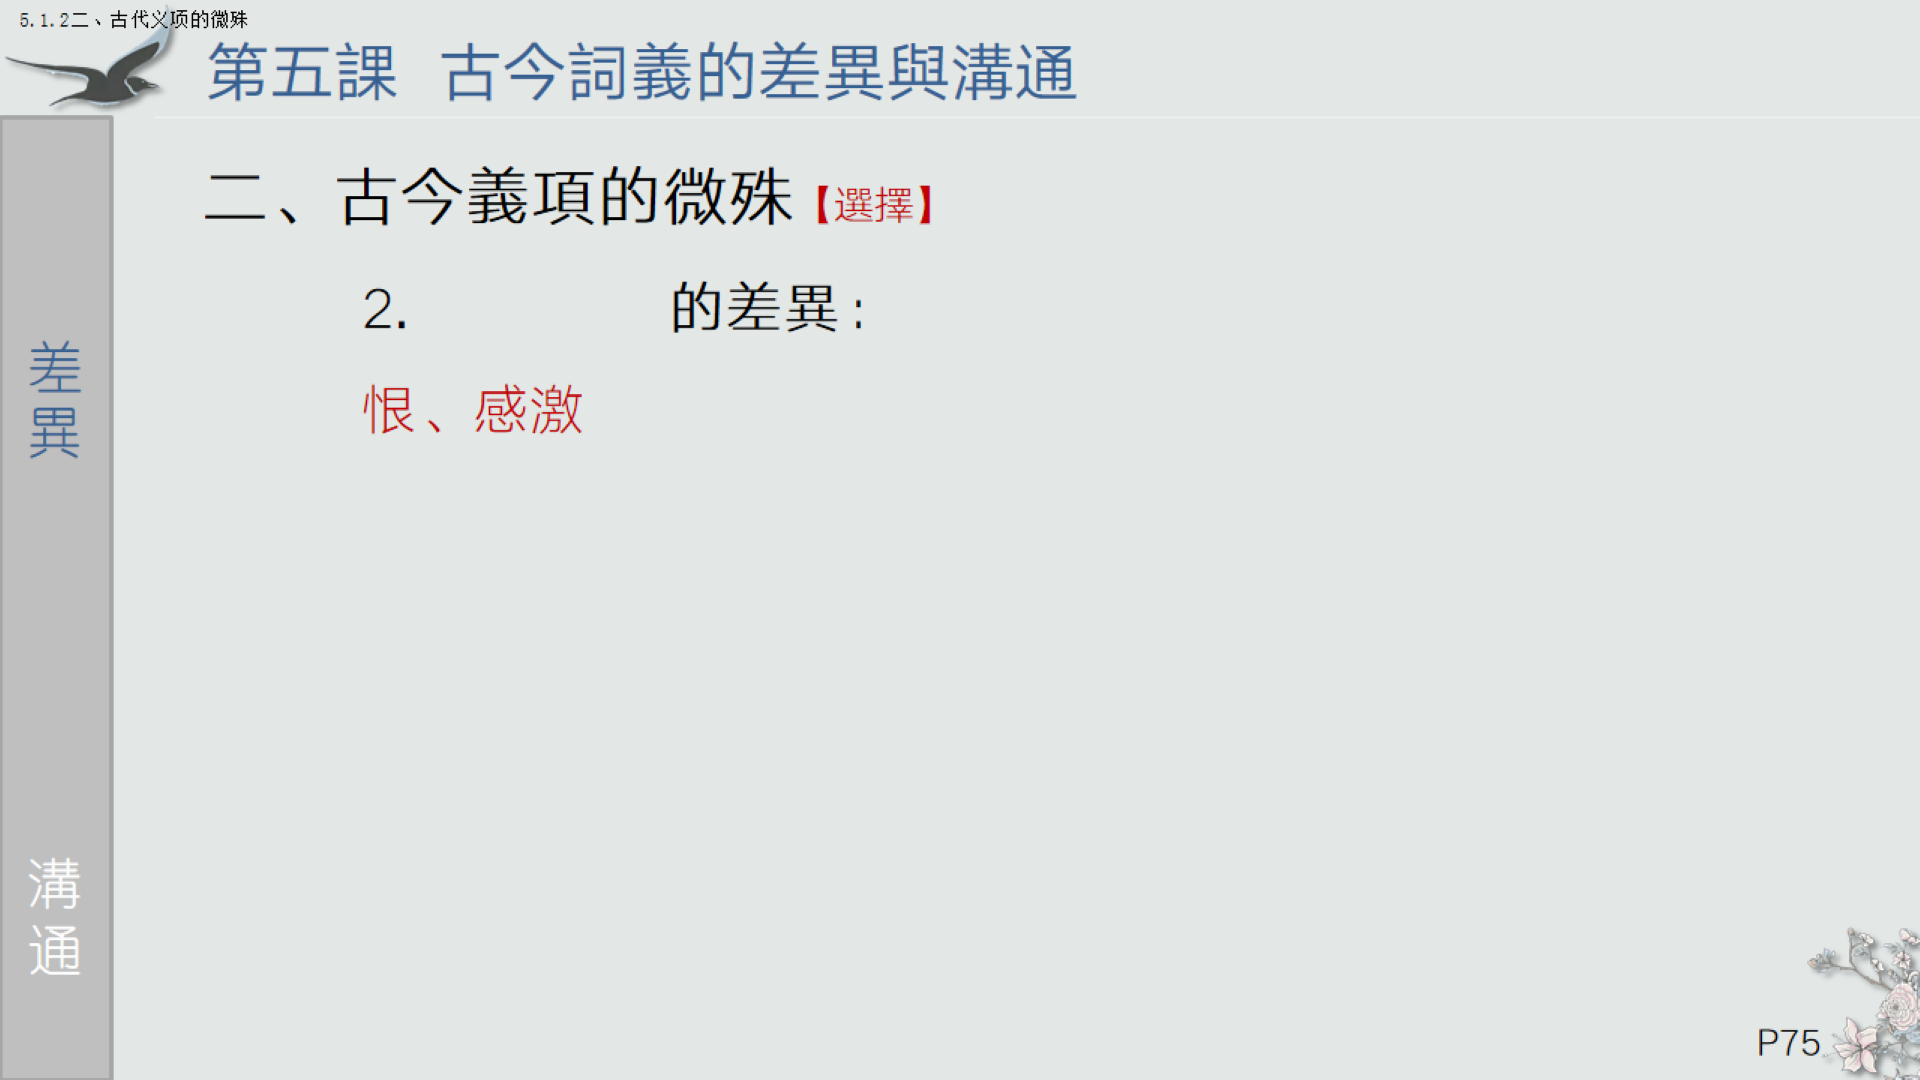 5.1.2二、古代义项的微殊
第五課 古今詞義的差異與溝通
二、古今義項的微殊【選擇】
2. 的差異：
恨、感激
差異
溝通
P75